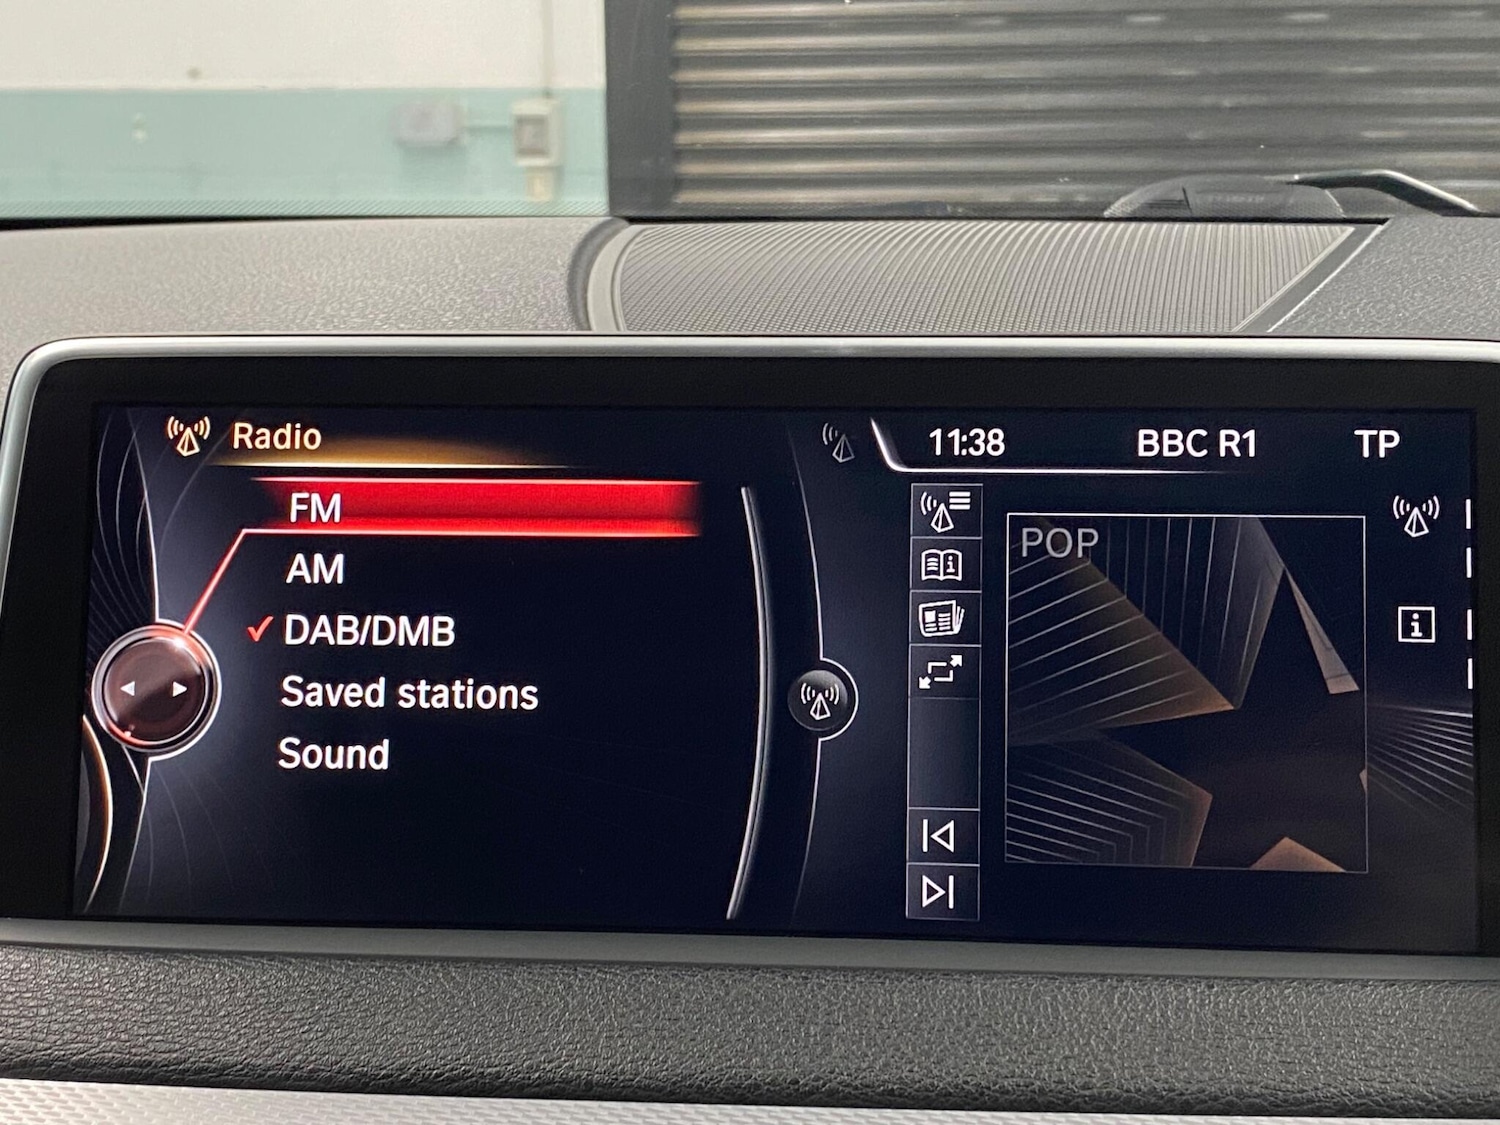 Radio
FM
AM
DAB/DMB
Saved stations
Sound
11:38 BBC R1 TP
POP